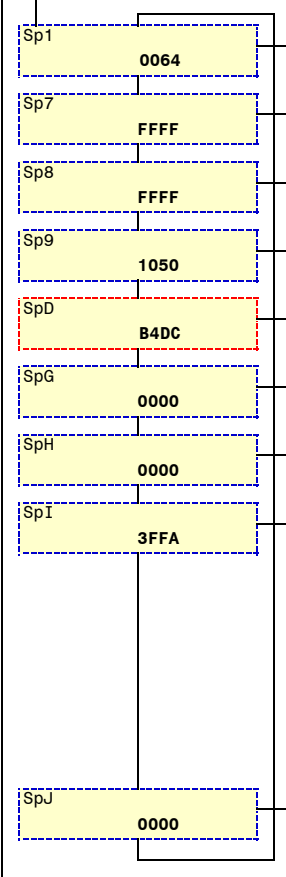 Sp1
0064
Sp7
FFFF
Sp8
FFFF
Sp9
1050
SpD
B4DC
SpG
0000
SpH
0000
SpI
3FFA
SpJ
0000